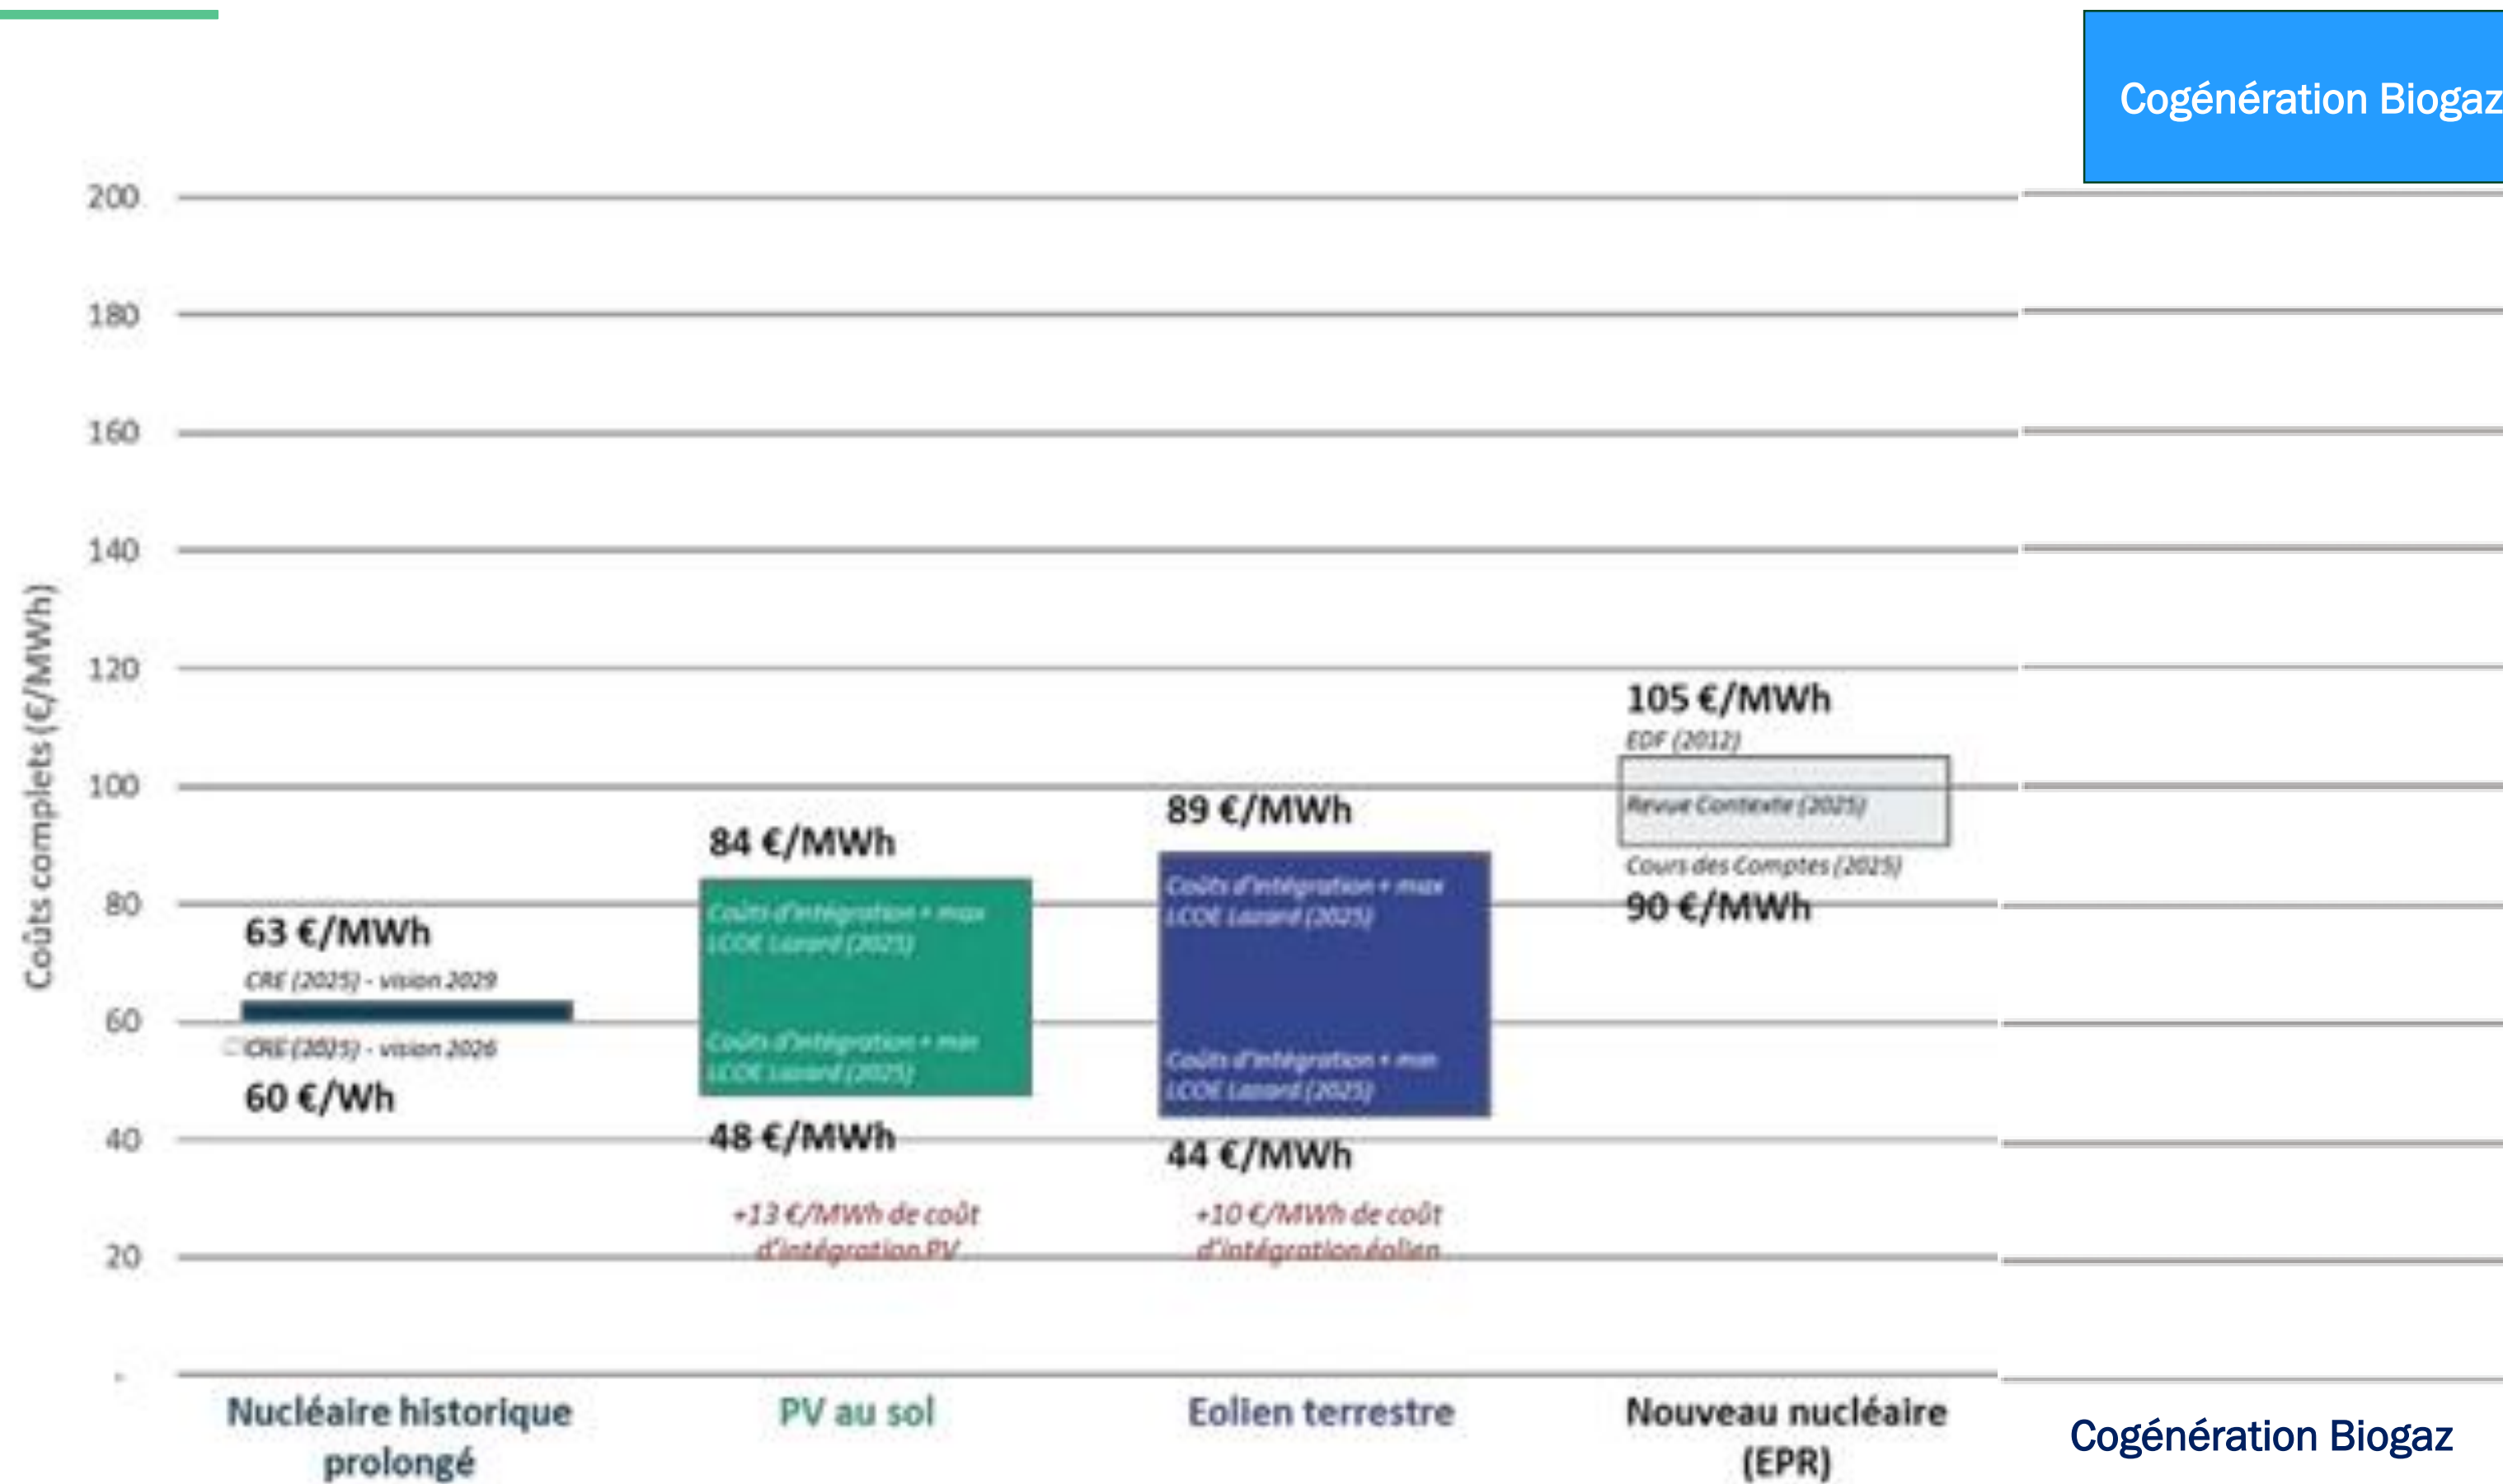 Cogénération Biogaz
Coûts complets (€/MWh)
200
180
160
140
120
100
80
60
40
20
-
63 €/MWh
CRE (2025) - vision 2029
CRE (2025) - vision 2026
60 €/Wh
84 €/MWh
Coûts d'intégration + max
LCOE Lazard (2025)
Coûts d'intégration + min
LCOE Lazard (2025)
48 €/MWh
+13 €/MWh de coût
d'intégration PV
89 €/MWh
Coûts d'intégration + max
LCOE Lazard (2025)
Coûts d'intégration + min
LCOE Lazard (2025)
44 €/MWh
+10 €/MWh de coût
d'intégration éolien
105 €/MWh
EDF (2012)
Revue Contexte (2025)
Cours des Comptes (2025)
90 €/MWh
Nucléaire historique
prolongé
PV au sol
Eolien terrestre
Nouveau nucléaire
(EPR)
Cogénération Biogaz